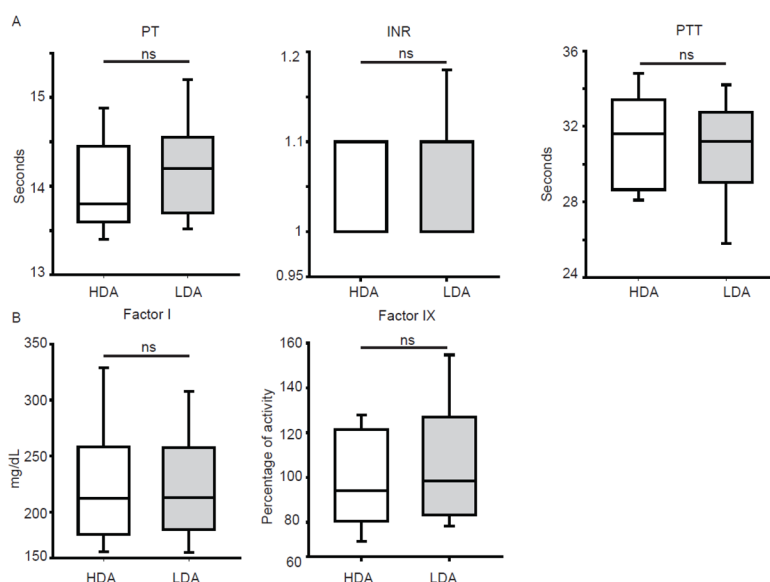 A
PT
ns
15
14
13
Seconds
HDA
LDA
INR
ns
1.2
1.1
1
0.95
HDA
LDA
PTT
ns
36
32
28
24
Seconds
HDA
LDA
B
Factor I
ns
350
300
250
200
150
mg/dL
HDA
LDA
Factor IX
ns
160
140
120
100
80
60
Percentage of activity
HDA
LDA